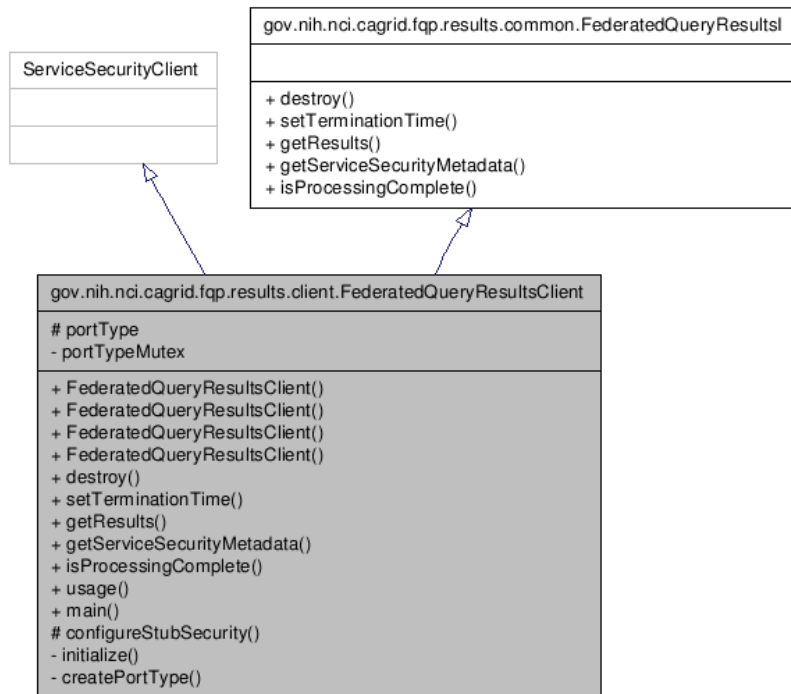 ServiceSecurityClient
gov.nih.nci.cagrid.fqp.results.common.FederatedQueryResultsI
+ destroy()
+ setTerminationTime()
+ getResults()
+ getServiceSecurityMetadata()
+ isProcessingComplete()
gov.nih.nci.cagrid.fqp.results.client.FederatedQueryResultsClient
# portType
- portTypeMutex
+ FederatedQueryResultsClient()
+ FederatedQueryResultsClient()
+ FederatedQueryResultsClient()
+ FederatedQueryResultsClient()
+ destroy()
+ setTerminationTime()
+ getResults()
+ getServiceSecurityMetadata()
+ isProcessingComplete()
+ usage()
+ main()
# configureStubSecurity()
- initialize()
- createPortType()